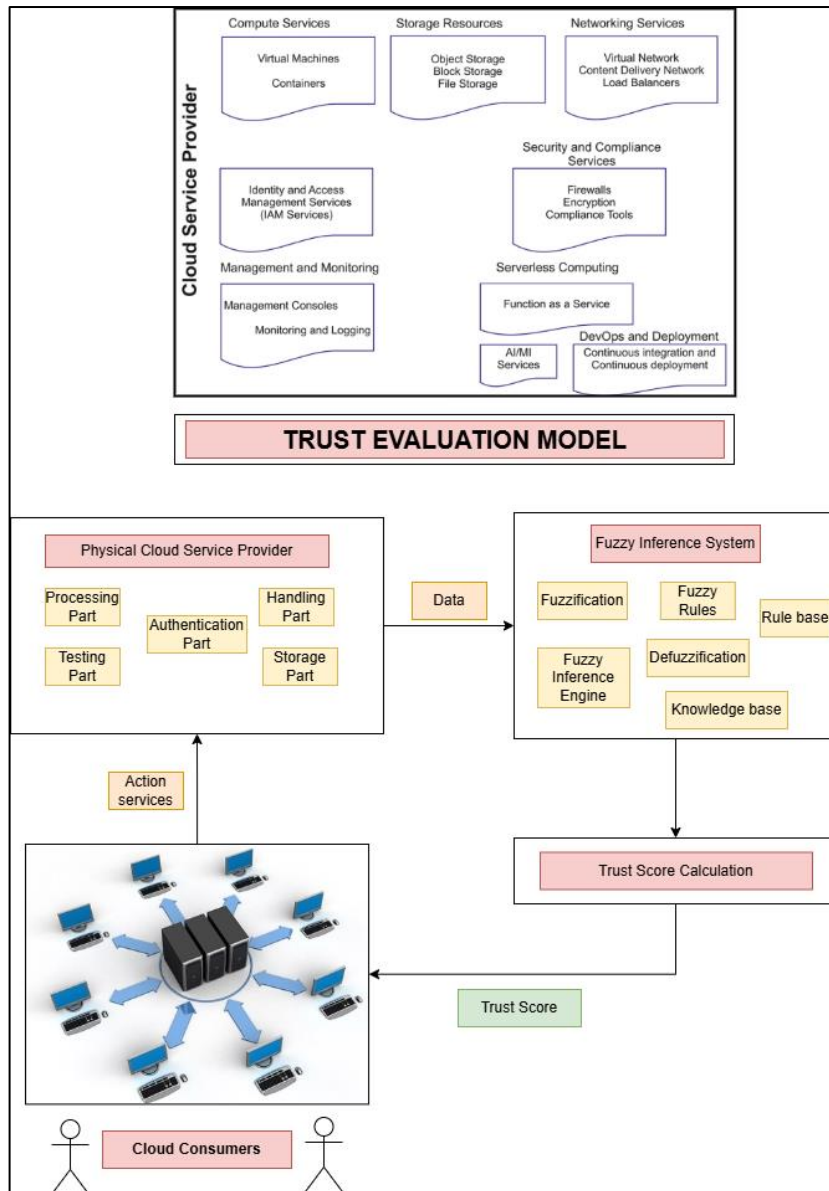 Compute Services
Storage Resources
Networking Services
Virtual Machines
Containers
Object Storage
Block Storage
File Storage
Virtual Network
Content Delivery Network
Load Balancers
Cloud Service Provider
Identity and Access
Management Services
(IAM Services)
Security and Compliance
Services
Firewalls
Encryption
Compliance Tools
Management and Monitoring
Management Consoles
Monitoring and Logging
Serverless Computing
Function as a Service
AI/MI
Services
DevOps and Deployment
Continuous integration and
Continuous deployment
TRUST EVALUATION MODEL
Physical Cloud Service Provider
Processing
Part
Authentication
Part
Handling
Part
Testing
Part
Storage
Part
Data
Fuzzy Inference System
Fuzzification
Fuzzy
Rules
Rule base
Fuzzy
Inference
Engine
Defuzzification
Knowledge base
Action
services
Trust Score Calculation
Trust Score
Cloud Consumers